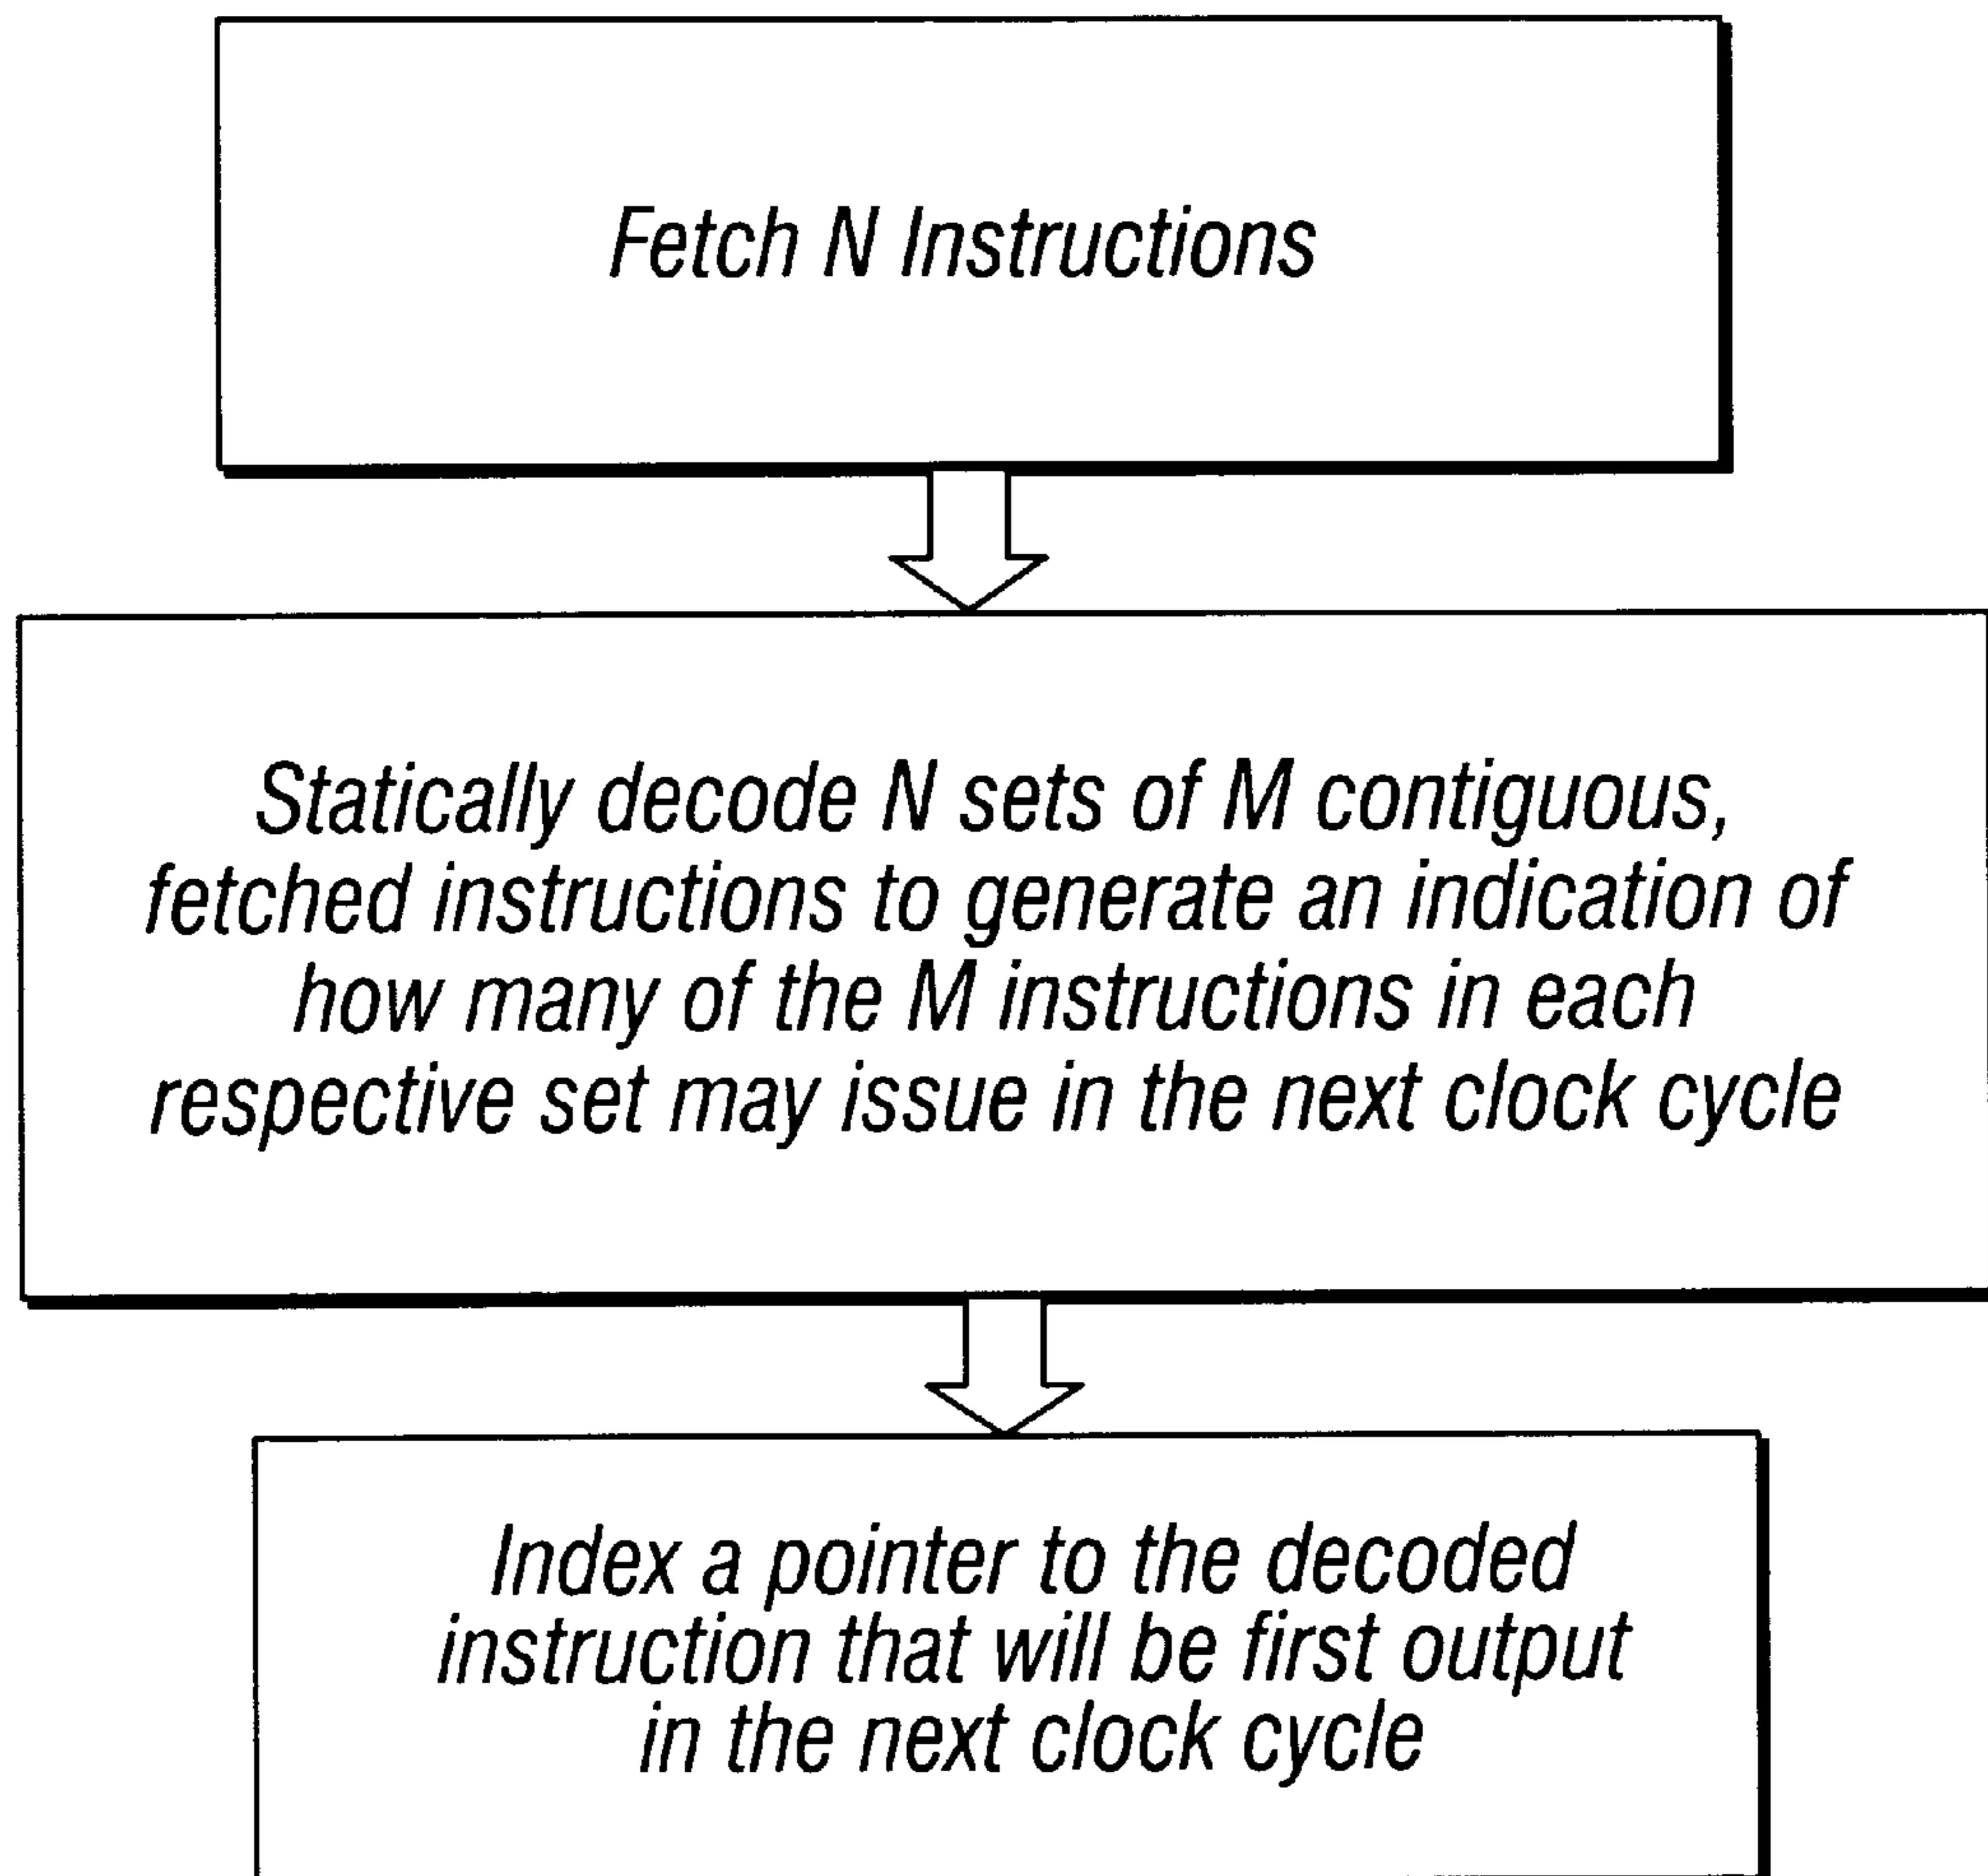 Fetch N Instructions
Statically decode N sets of M contiguous,
fetched instructions to generate an indication of
how many of the M instructions in each
respective set may issue in the next clock cycle
Index a pointer to the decoded
instruction that will be first output
in the next clock cycle